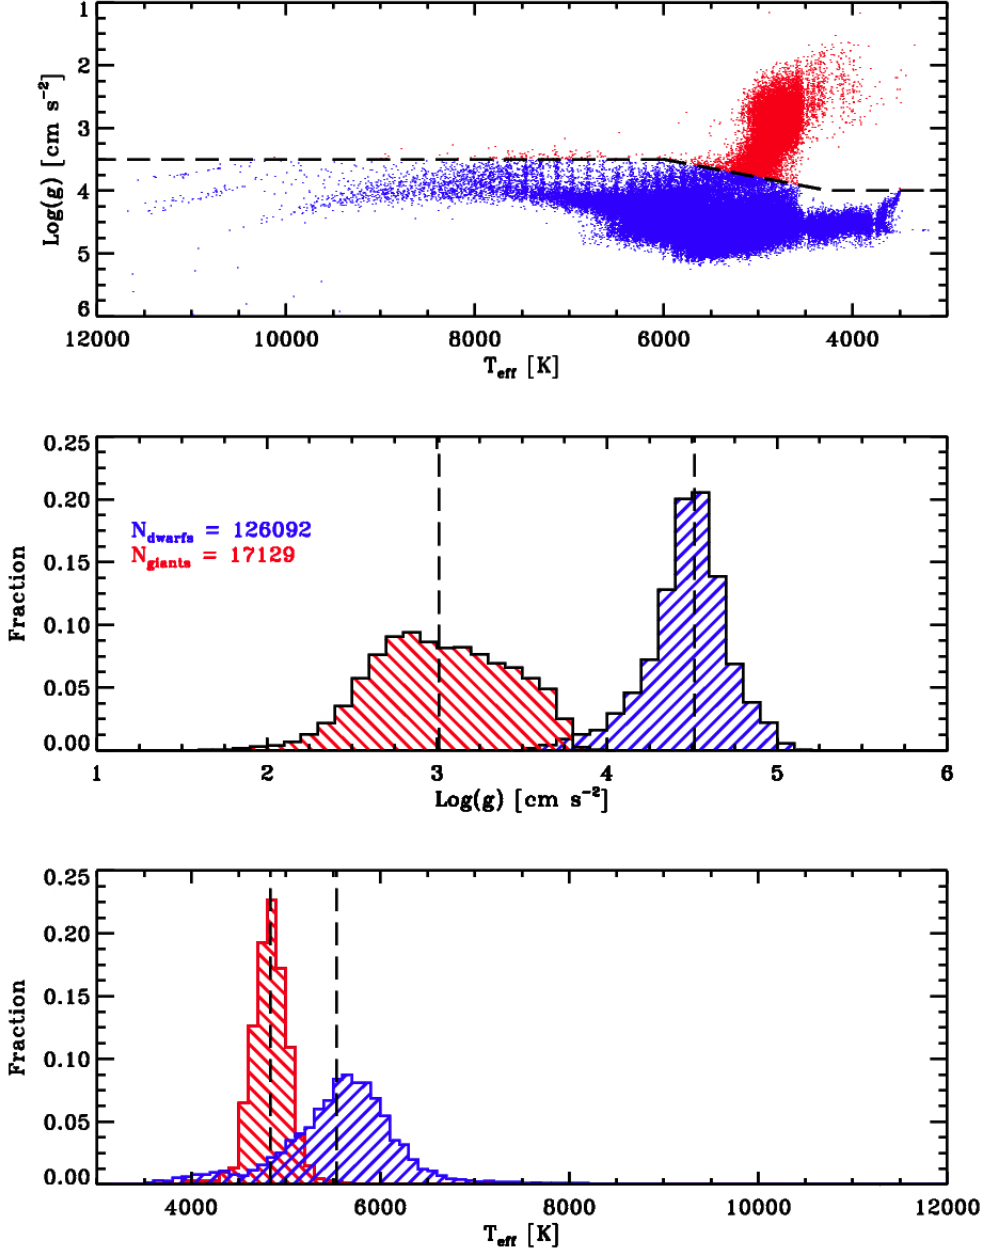 1
2
3
4
5
6
Log(g) [cm s⁻²]
12000 10000 8000 6000 4000
T_eff [K]
0.25
0.20
0.15
0.10
0.05
0.00
Fraction
N_dwarfs = 126092
N_giants = 17129
1 2 3 4 5 6
Log(g) [cm s⁻²]
0.25
0.20
0.15
0.10
0.05
0.00
Fraction
4000 6000 8000 10000 12000
T_eff [K]